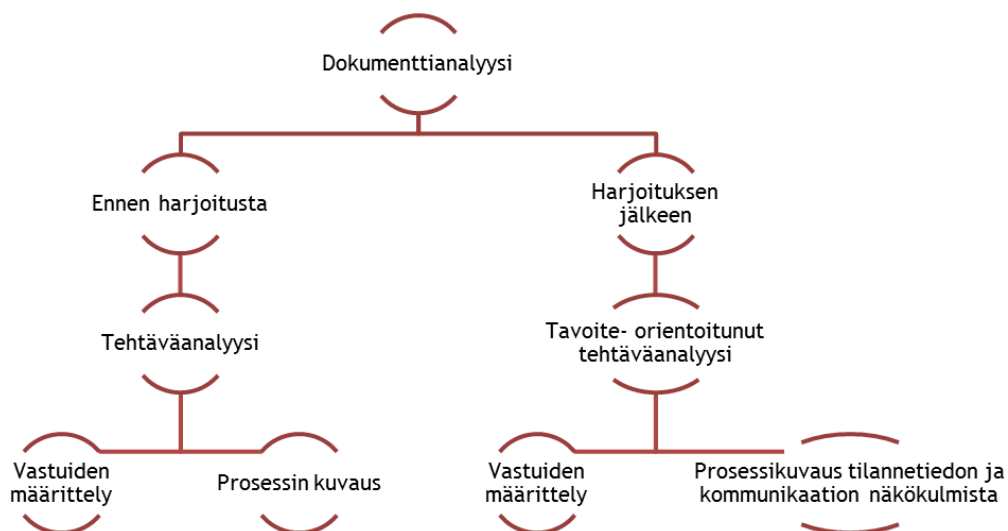 Dokumenttianalyysi
Ennen harjoitusta
Harjoituksen
jälkeen
Tehtäväanalyysi
Tavoite- orientoitunut
tehtäväanalyysi
Vastuiden
määrittely
Prosessin kuvaus
Vastuiden
määrittely
Prosessikuvaus tilannetiedon ja
kommunikaation näkökulmista